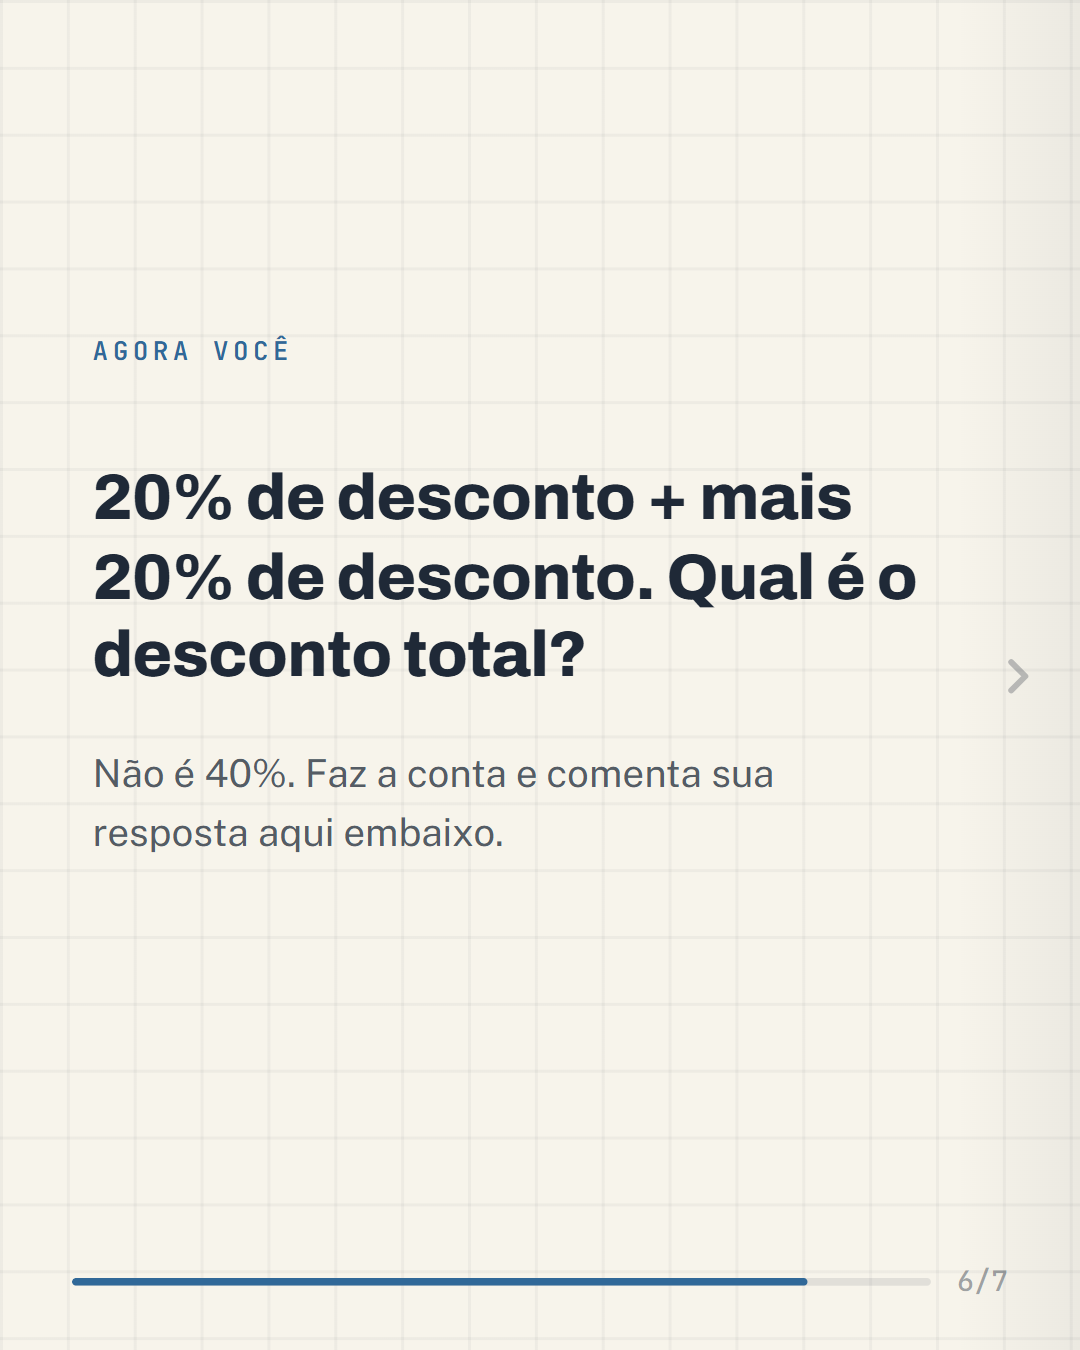 AGORA VOCÊ
20% de desconto + mais
20% de desconto. Qual é o
desconto total?
Não é 40%. Faz a conta e comenta sua
resposta aqui embaixo.
6/7